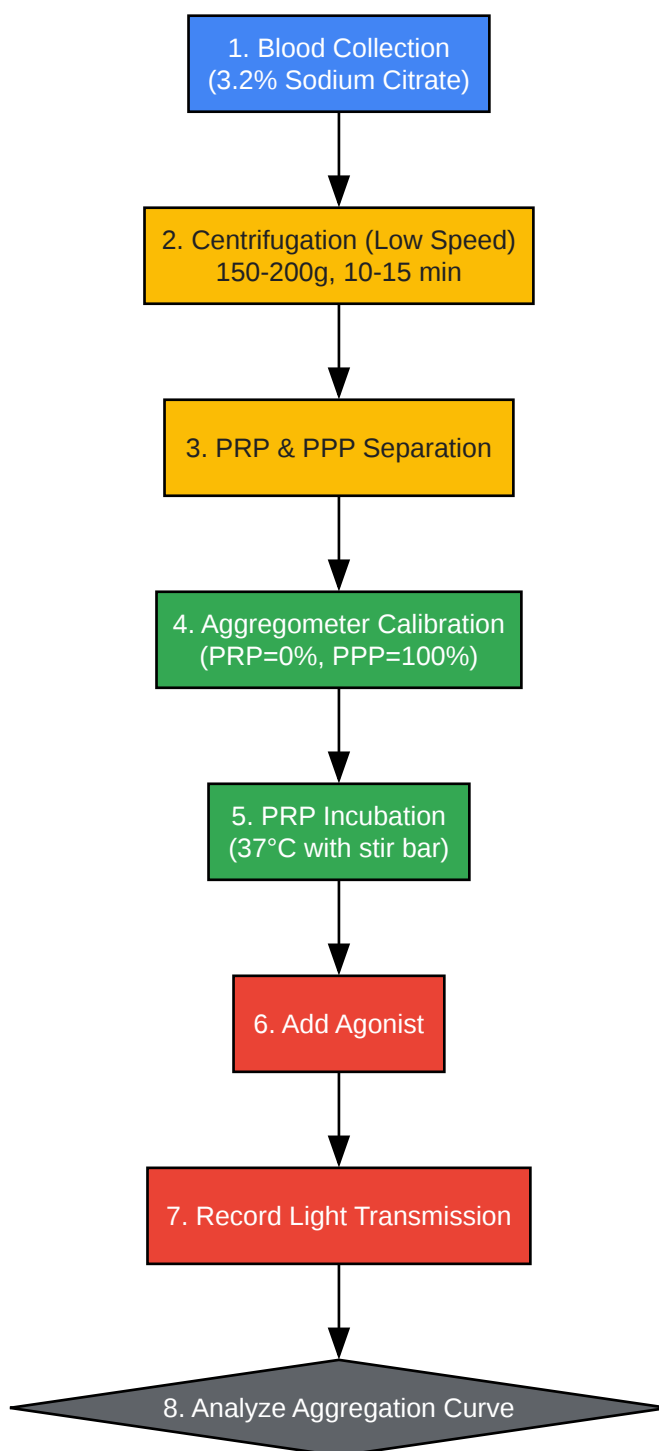 1. Blood Collection
(3.2% Sodium Citrate)
2. Centrifugation (Low Speed)
150-200g, 10-15 min
3. PRP & PPP Separation
4. Aggregometer Calibration
(PRP=0%, PPP=100%)
5. PRP Incubation
(37°C with stir bar)
6. Add Agonist
7. Record Light Transmission
8. Analyze Aggregation Curve